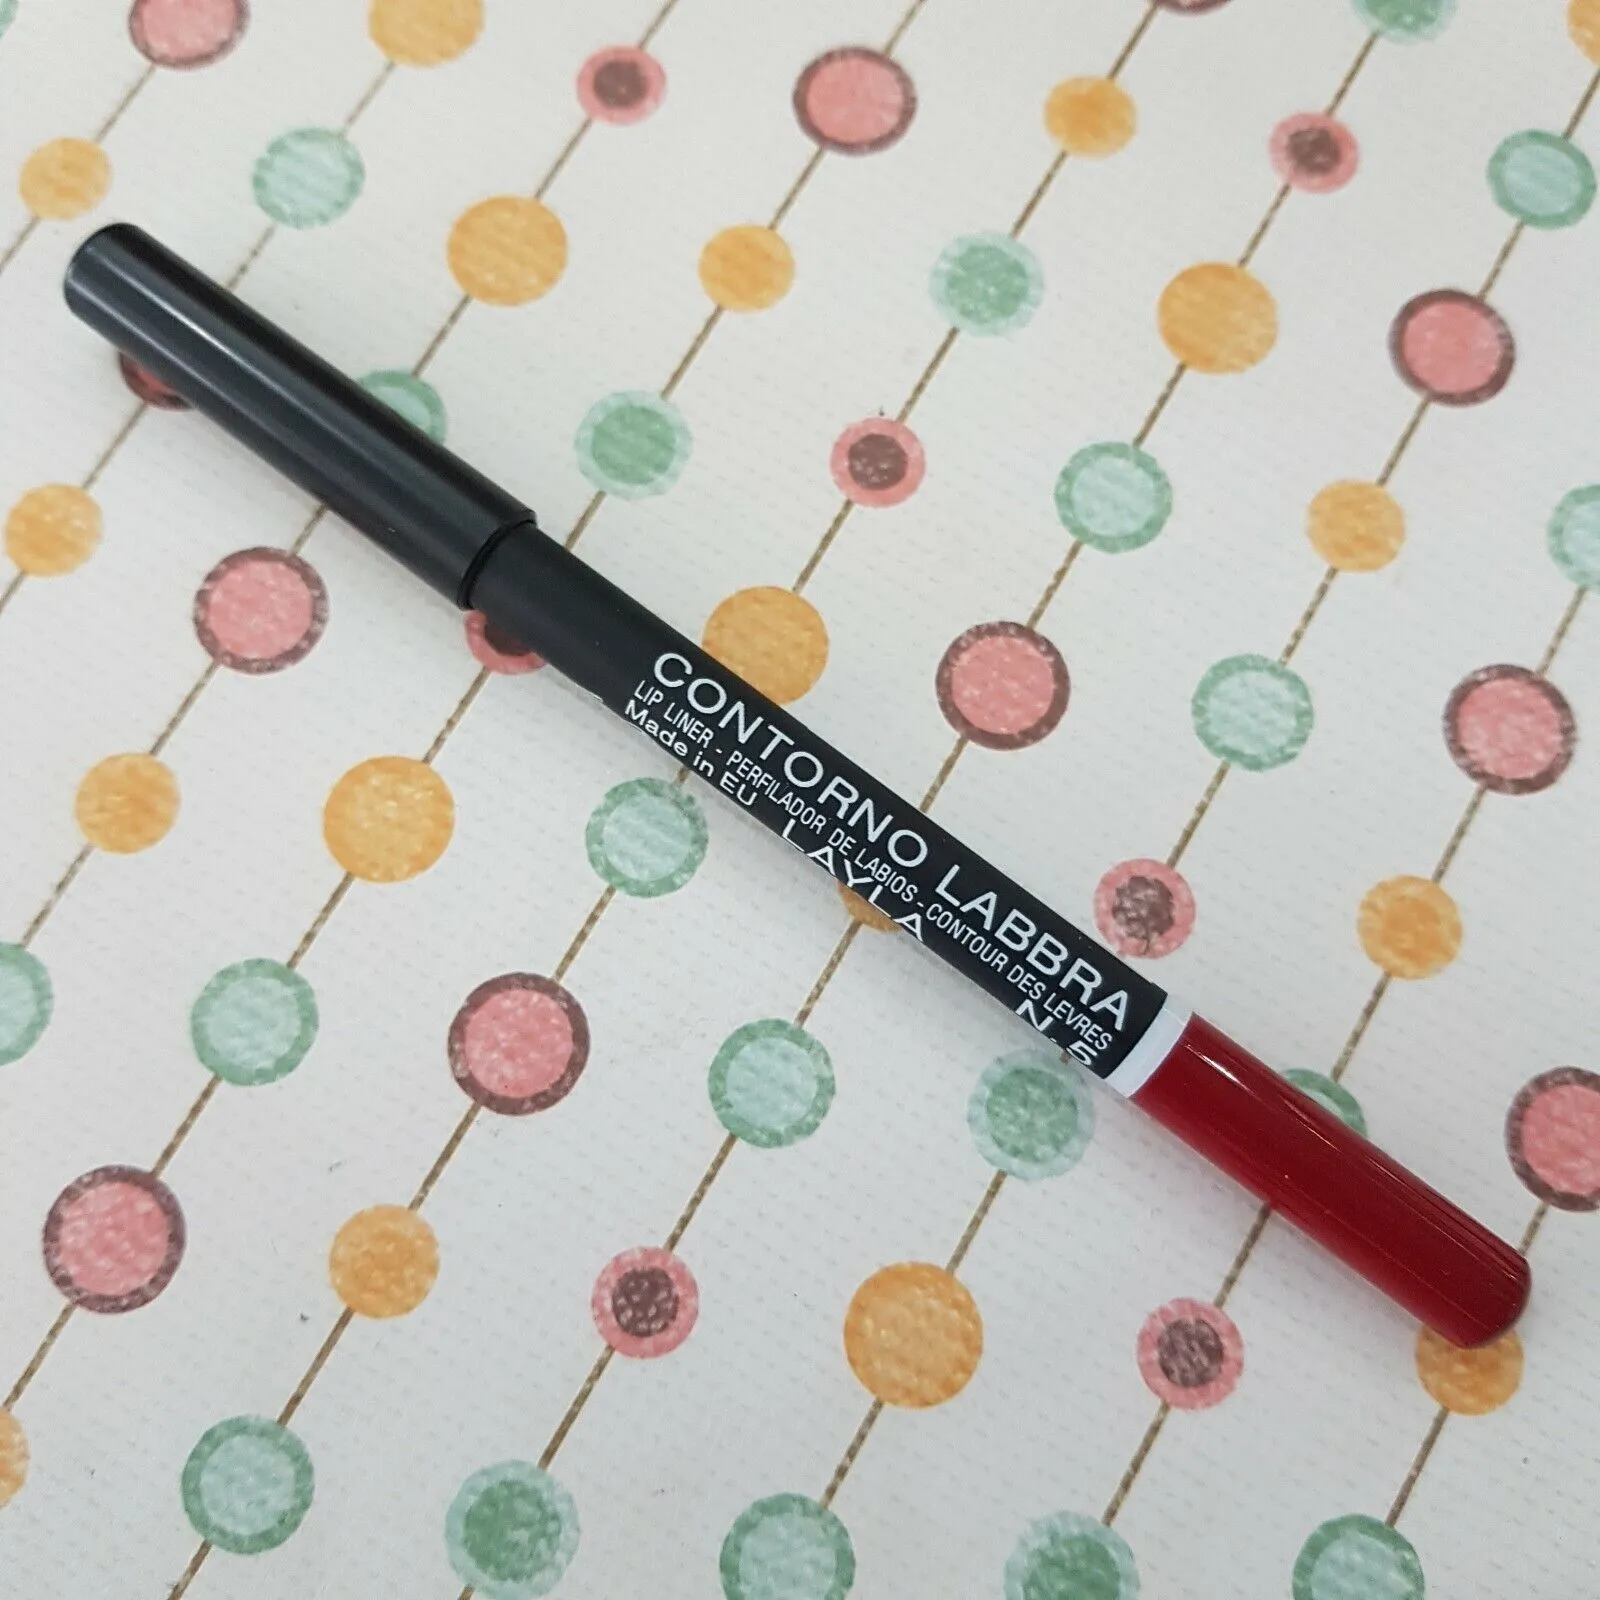 CONTORNO LABBRA
LIP LINER - PERFILADOR DE LABIOS - CONTOUR DES LEVRES
Made in EU LAYLA N.5